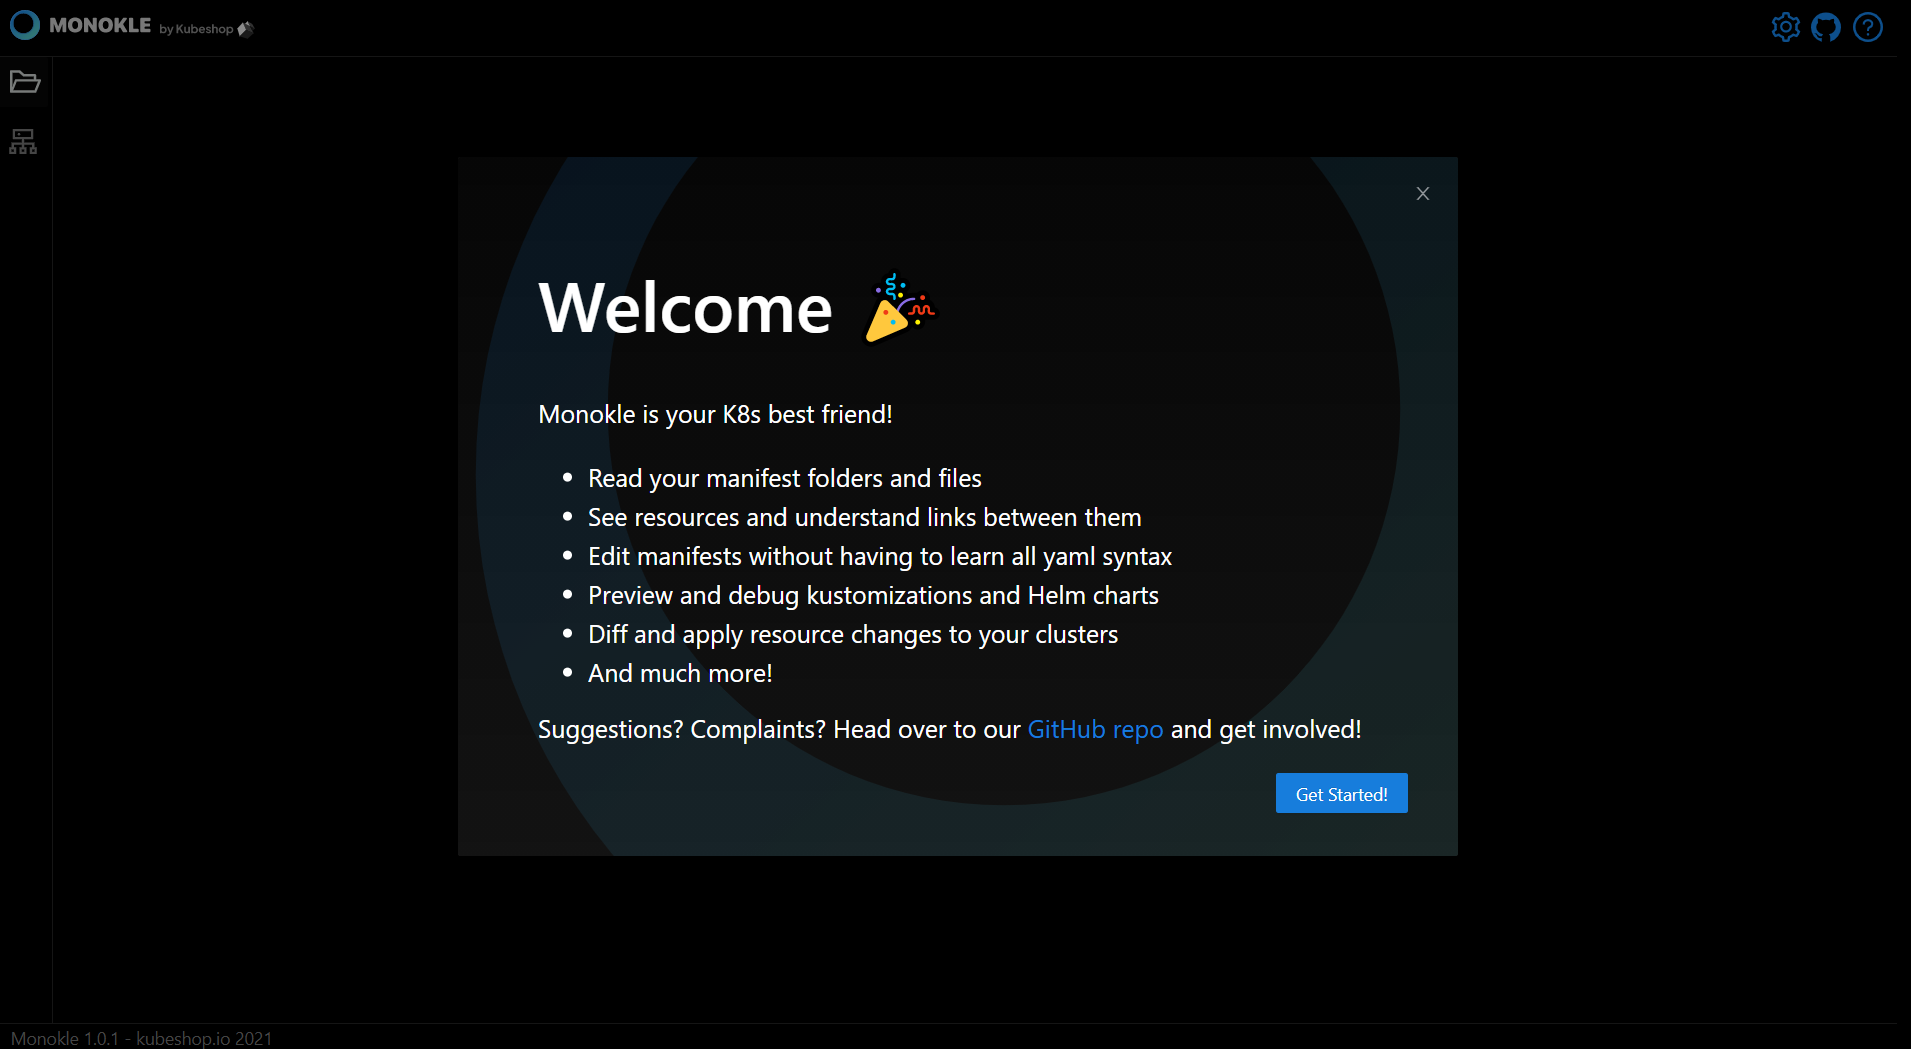 MONOKLE by Kubeshop
Welcome
Monokle is your K8s best friend!
Read your manifest folders and files
See resources and understand links between them
Edit manifests without having to learn all yaml syntax
Preview and debug kustomizations and Helm charts
Diff and apply resource changes to your clusters
And much more!
Suggestions? Complaints? Head over to our GitHub repo and get involved!
Get Started!
Monokle 1.0.1 - kubeshop.io 2021